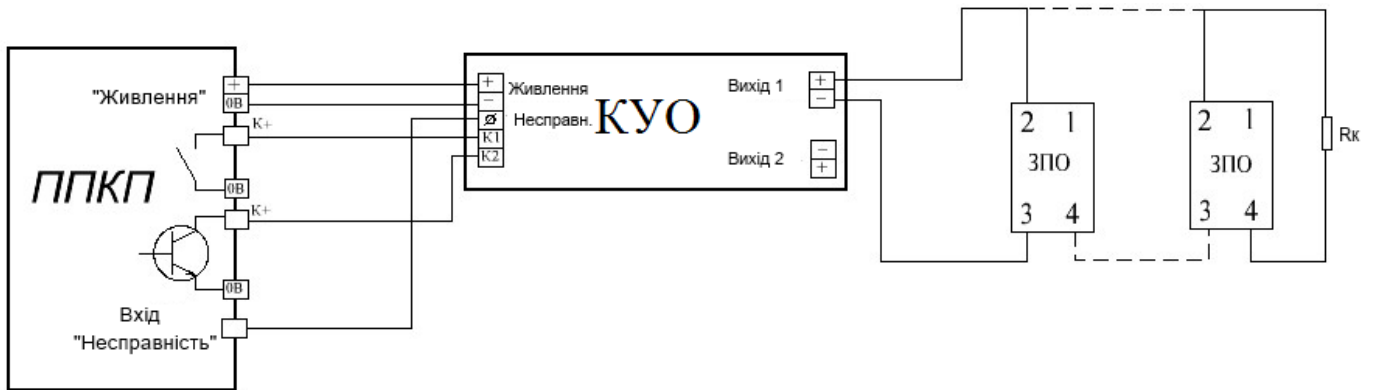 ППКП
"Живлення"
+
0В
К+
0В
К+
0В
Вхід
"Несправність"
+
Живлення
−
Ø
Несправн.
К1
К2
КУО
Вихід 1
+
−
Вихід 2
−
+
2 1
ЗПО
3 4
2 1
ЗПО
3 4
Rк